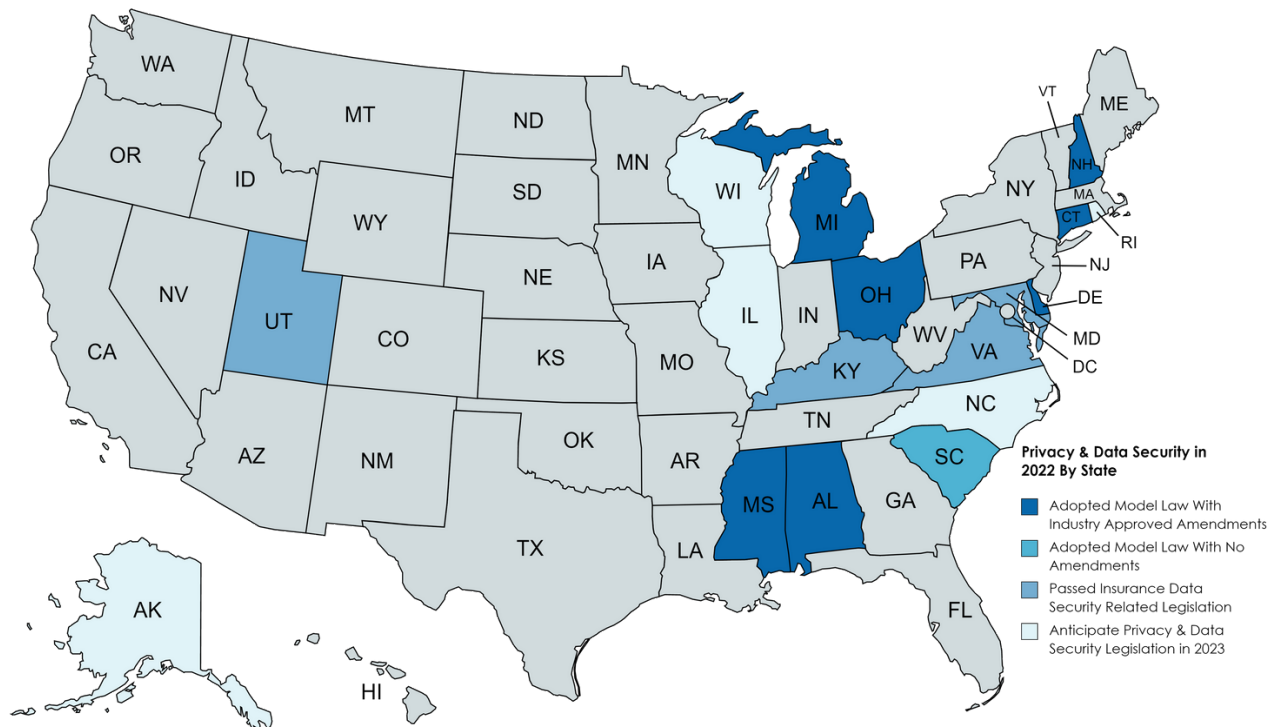 WA
MT
ND
MN
VT
ME
OR
ID
SD
WI
NH
WY
MI
NY
MA
CT
RI
IA
PA
NJ
NE
NV
UT
IL
IN
OH
DE
CO
WV
MD
CA
KS
MO
KY
VA
DC
TN
NC
AZ
NM
OK
AR
SC
MS
AL
GA
TX
LA
FL
AK
HI
Privacy & Data Security in
2022 By State
Adopted Model Law With
Industry Approved Amendments
Adopted Model Law With No
Amendments
Passed Insurance Data
Security Related Legislation
Anticipate Privacy & Data
Security Legislation in 2023